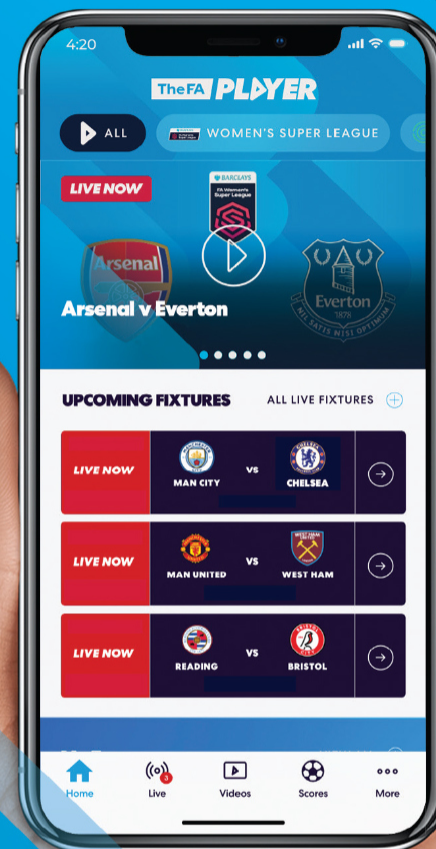 4:20
TheFA PLAYER
ALL
WOMEN'S SUPER LEAGUE
LIVE NOW
BARCLAYS
FA Women's
Super League
Arsenal
Everton
1878
NIL SATIS NISI OPTIMUM
Arsenal v Everton
UPCOMING FIXTURES
ALL LIVE FIXTURES
LIVE NOW
MAN CITY vs CHELSEA
LIVE NOW
MAN UNITED vs WEST HAM
LIVE NOW
READING vs BRISTOL
3
Home Live Videos Scores More